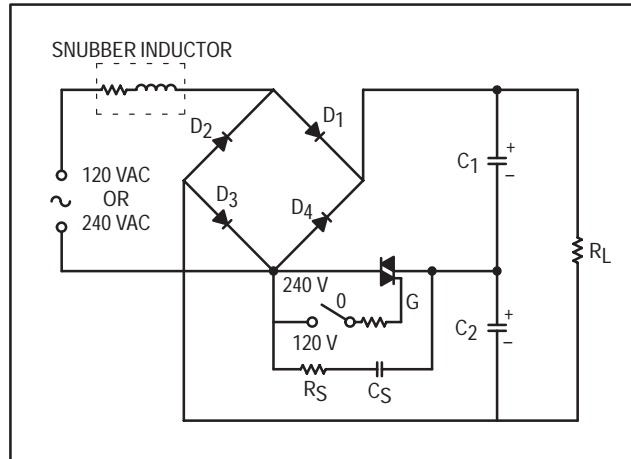 SNUBBER INDUCTOR
D2
D1
120 VAC
OR
240 VAC
D3
D4
C1
+
−
RL
240 V
0
G
120 V
C2
+
−
RS
CS